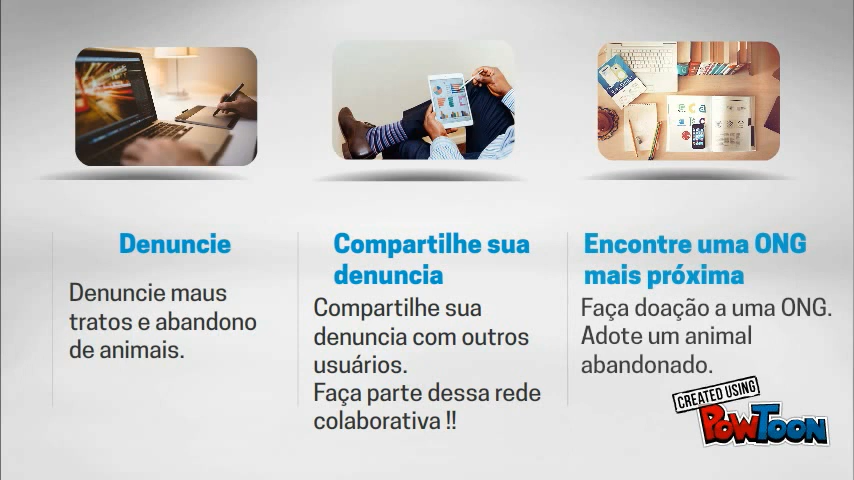 Denuncie
Denuncie maus
tratos e abandono
de animais.
Compartilhe sua
denuncia
Compartilhe sua
denuncia com outros
usuários.
Faça parte dessa rede
colaborativa !!
Encontre uma ONG
mais próxima
Faça doação a uma ONG.
Adote um animal
abandonado.
CREATED USING
POWTOON